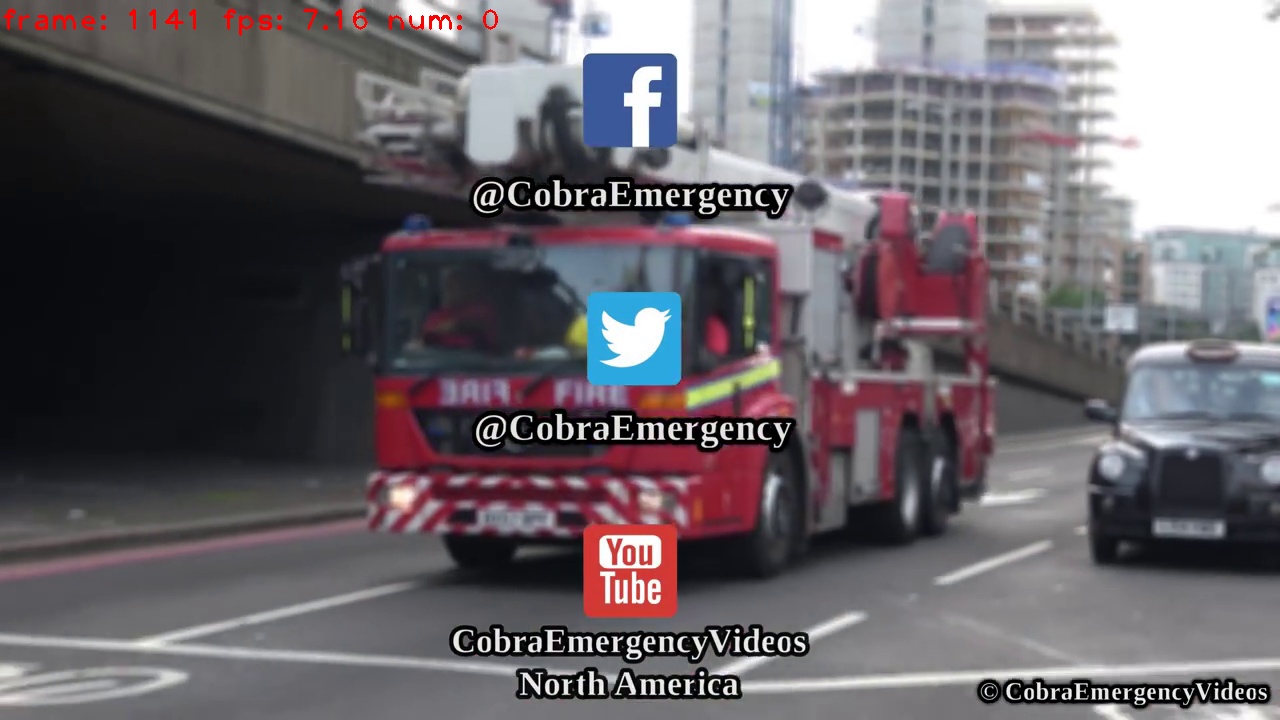 frame: 1141 fps: 7.16 num: 0
f
@CobraEmergency
FIRE FIRE
@CobraEmergency
You
Tube
CobraEmergencyVideos
North America
© CobraEmergencyVideos